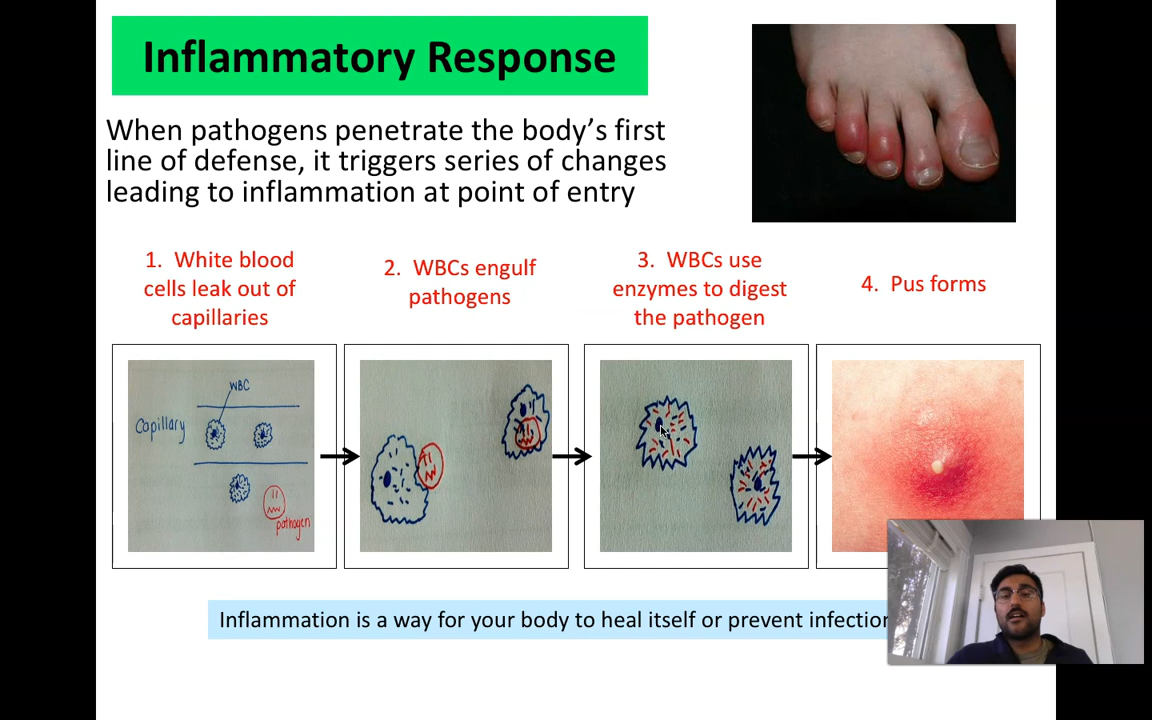 Inflammatory Response
When pathogens penetrate the body's first
line of defense, it triggers series of changes
leading to inflammation at point of entry
1. White blood
cells leak out of
capillaries
2. WBCs engulf
pathogens
3. WBCs use
enzymes to digest
the pathogen
4. Pus forms
WBC
Capillary
pathogen
Inflammation is a way for your body to heal itself or prevent infection